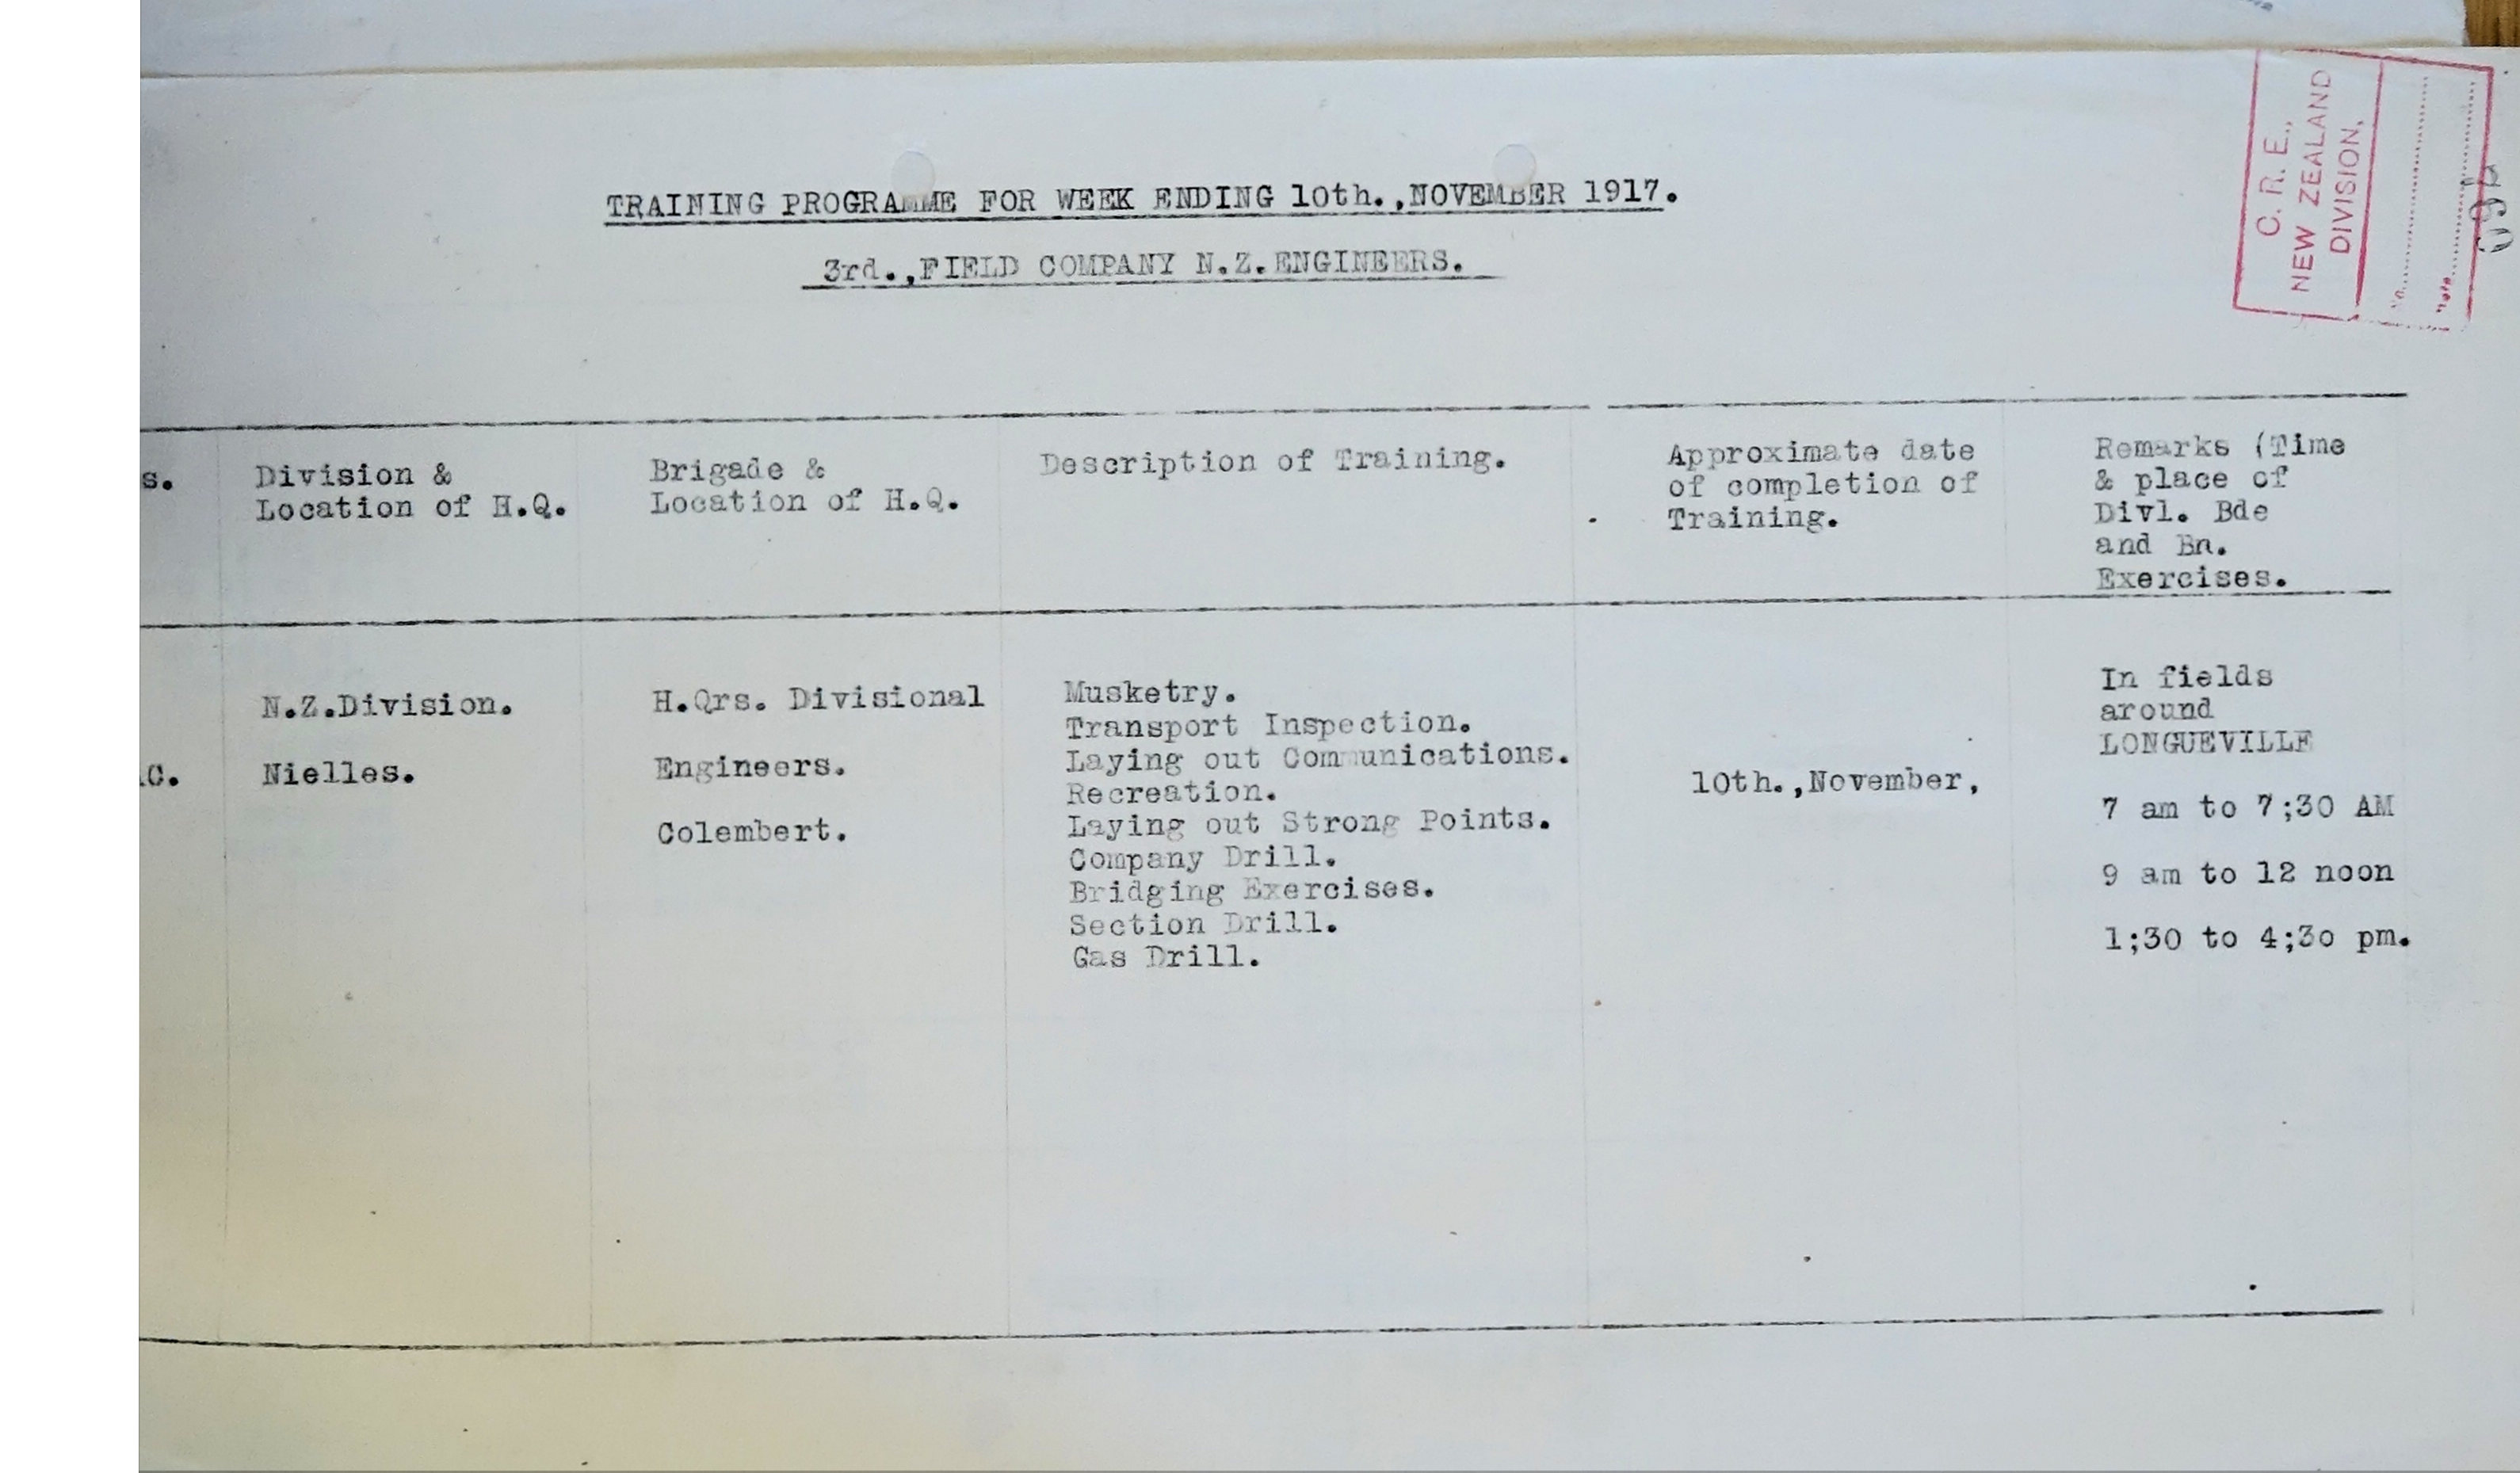 TRAINING PROGRAMME FOR WEEK ENDING 10th.,NOVEMBER 1917.
3rd.,FIELD COMPANY N.Z.ENGINEERS.
C. R. E.,
NEW ZEALAND
DIVISION.
s.
Division &
Location of H.Q.
Brigade &
Location of H.Q.
Description of Training.
Approximate date
of completion of
Training.
Remarks (Time
& place of
Divl. Bde
and Bn.
Exercises.
C.
N.Z.Division.
Nielles.
H.Qrs. Divisional
Engineers.
Colembert.
Musketry.
Transport Inspection.
Laying out Communications.
Recreation.
Laying out Strong Points.
Company Drill.
Bridging Exercises.
Section Drill.
Gas Drill.
10th.,November,
In fields
around
LONGUEVILLE
7 am to 7;30 AM
9 am to 12 noon
1;30 to 4;30 pm.